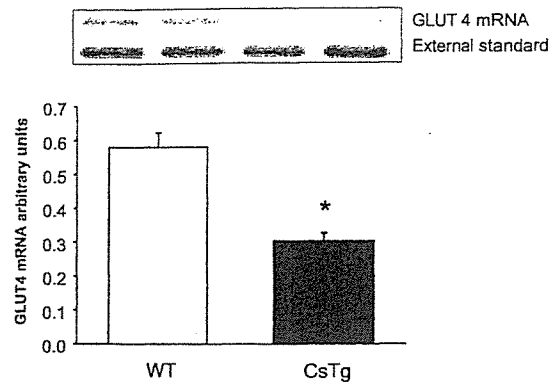 GLUT 4 mRNA
External standard
GLUT4 mRNA arbitrary units
0.7
0.6
0.5
0.4
0.3
0.2
0.1
0.0
*
WT
CsTg